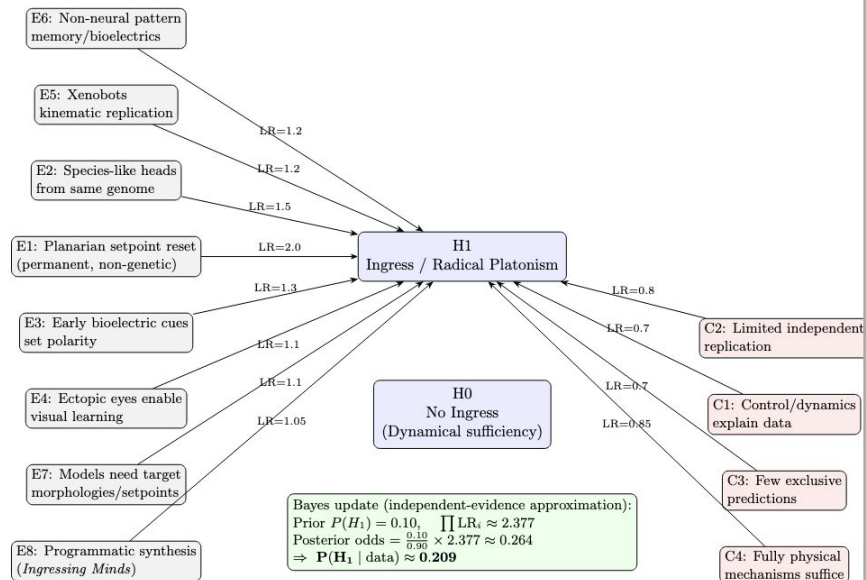 E6: Non-neural pattern
memory/bioelectrics
E5: Xenobots
kinematic replication
E2: Species-like heads
from same genome
E1: Planarian setpoint reset
(permanent, non-genetic)
E3: Early bioelectric cues
set polarity
E4: Ectopic eyes enable
visual learning
E7: Models need target
morphologies/setpoints
E8: Programmatic synthesis
(Ingressing Minds)
LR=1.2
LR=1.2
LR=1.5
LR=2.0
LR=1.3
LR=1.1
LR=1.1
LR=1.05
H1
Ingress / Radical Platonism
H0
No Ingress
(Dynamical sufficiency)
Bayes update (independent-evidence approximation):
Prior P(H₁) = 0.10, ∏ LRᵢ ≈ 2.377
Posterior odds = 0.10/0.90 × 2.377 ≈ 0.264
⇒ P(H₁ | data) ≈ 0.209
LR=0.8
LR=0.7
LR=0.7
LR=0.85
C2: Limited independent
replication
C1: Control/dynamics
explain data
C3: Few exclusive
predictions
C4: Fully physical
mechanisms suffice